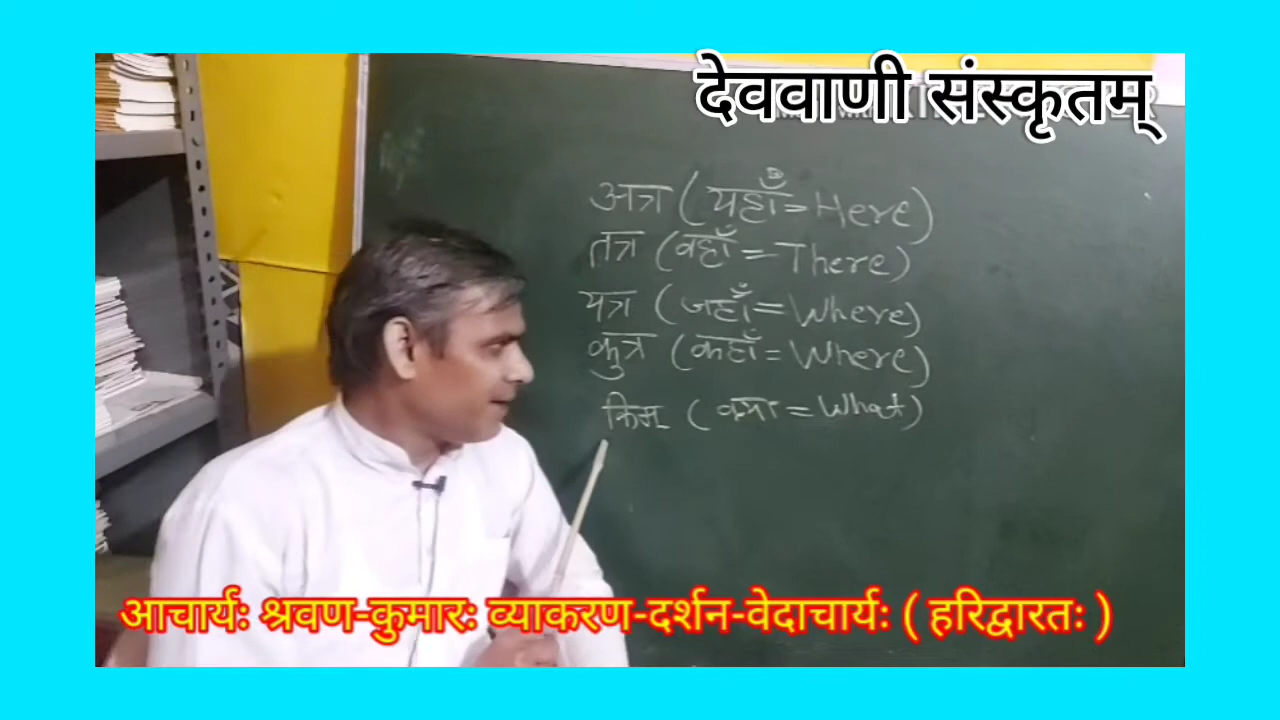 देववाणी संस्कृतम्
अत्र (यहाँ = Here)
तत्र (वहाँ = There)
यत्र (जहाँ = Where)
कुत्र (कहाँ = Where)
किम् (क्या = What)
आचार्यः श्रवण-कुमारः व्याकरण-दर्शन-वेदाचार्यः ( हरिद्वारतः )